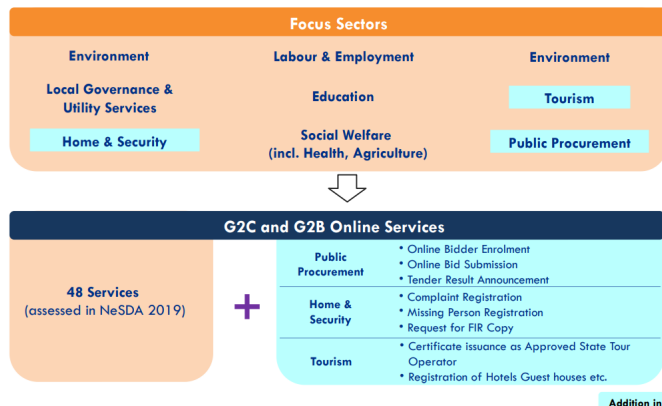 Focus Sectors
Environment
Labour & Employment
Environment
Local Governance &
Utility Services
Education
Tourism
Home & Security
Social Welfare
(incl. Health, Agriculture)
Public Procurement
G2C and G2B Online Services
48 Services
(assessed in NeSDA 2019)
+
Public
Procurement
• Online Bidder Enrolment
• Online Bid Submission
• Tender Result Announcement
Home &
Security
• Complaint Registration
• Missing Person Registration
• Request for FIR Copy
Tourism
• Certificate issuance as Approved State Tour
Operator
• Registration of Hotels Guest houses etc.
Addition in